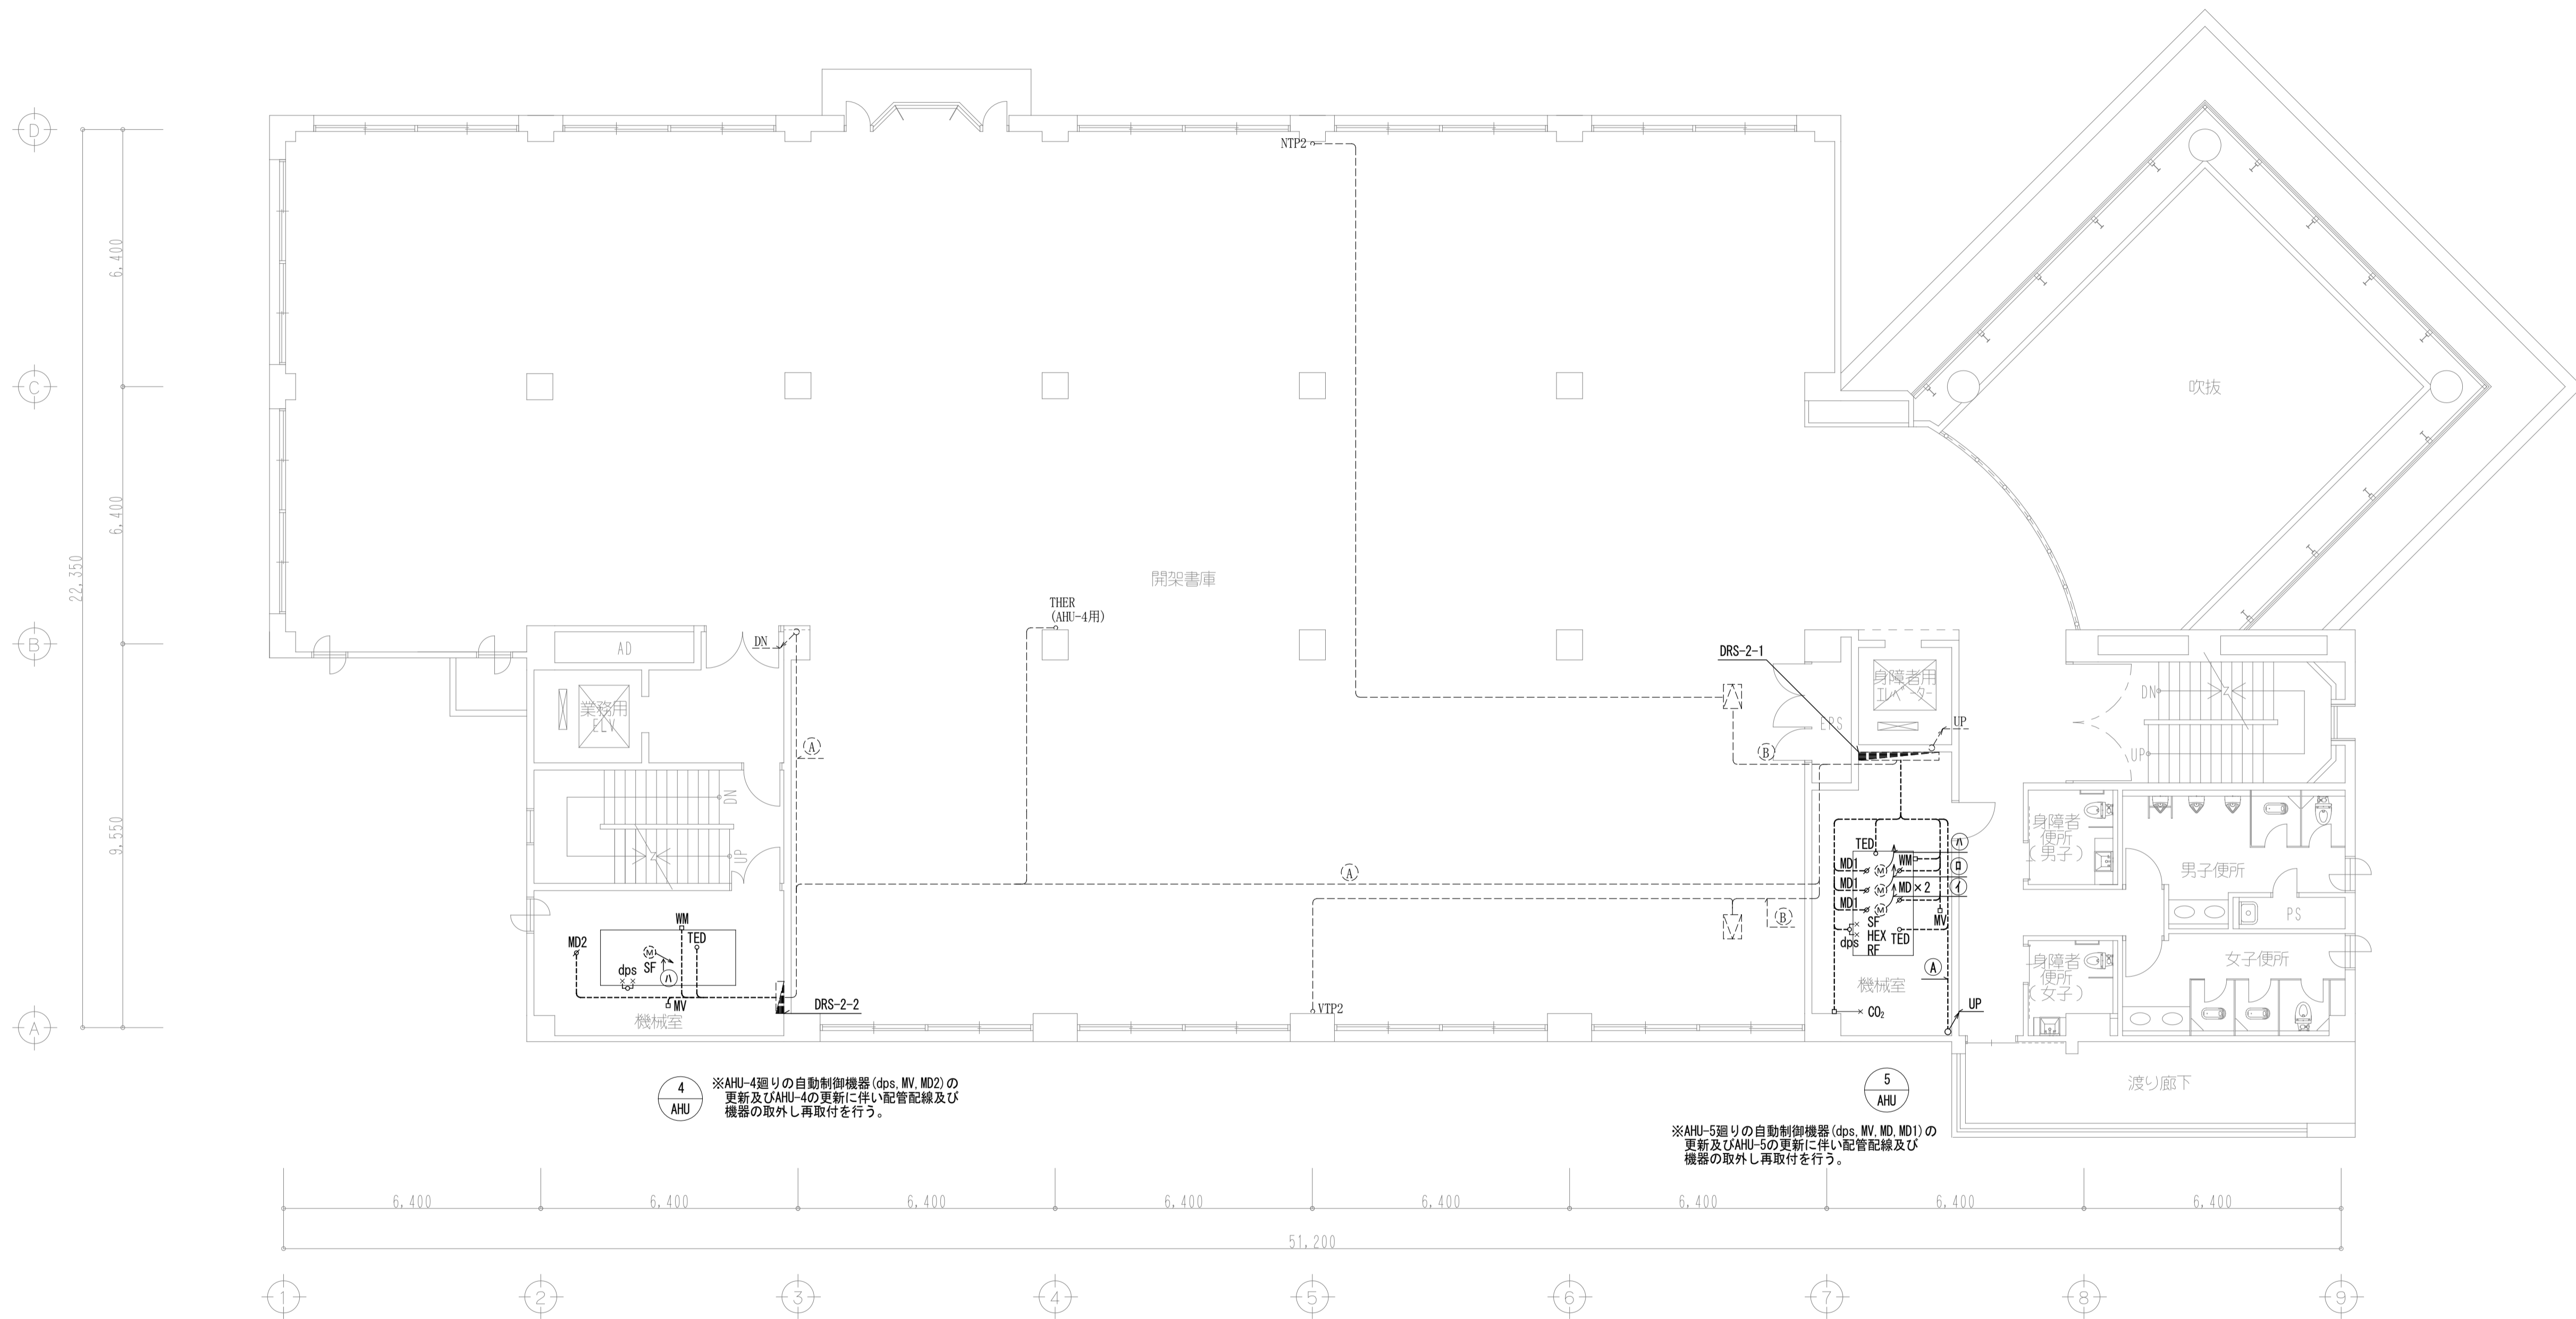 D
NTP2
6,400
C
吹抜
6,400
22,350
開架書庫
THER
(AHU-4用)
B
DN
AD
DRS-2-1
身障者用
エレベーター
業務用
ELV
EPS
UP
DN
UP
A
B
DN
UP
9,550
身障者
便所
(男子)
男子便所
TED
MD1
M
WM
ハ
MD1
M
ロ
MD1
M
MD×2
イ
A
B
PS
SF
HEX
RF
dps
TED
MV
WM
MD2
TED
M
dps
SF
ハ
MV
機械室
DRS-2-2
VTP2
A
機械室
CO₂
UP
身障者
便所
(女子)
女子便所
A
渡り廊下
4
AHU
※AHU-4廻りの自動制御機器(dps,MV,MD2)の
更新及びAHU-4の更新に伴い配管配線及び
機器の取外し再取付を行う。
5
AHU
※AHU-5廻りの自動制御機器(dps,MV,MD,MD1)の
更新及びAHU-5の更新に伴い配管配線及び
機器の取外し再取付を行う。
6,400
6,400
6,400
6,400
6,400
6,400
6,400
6,400
51,200
1
2
3
4
5
6
7
8
9